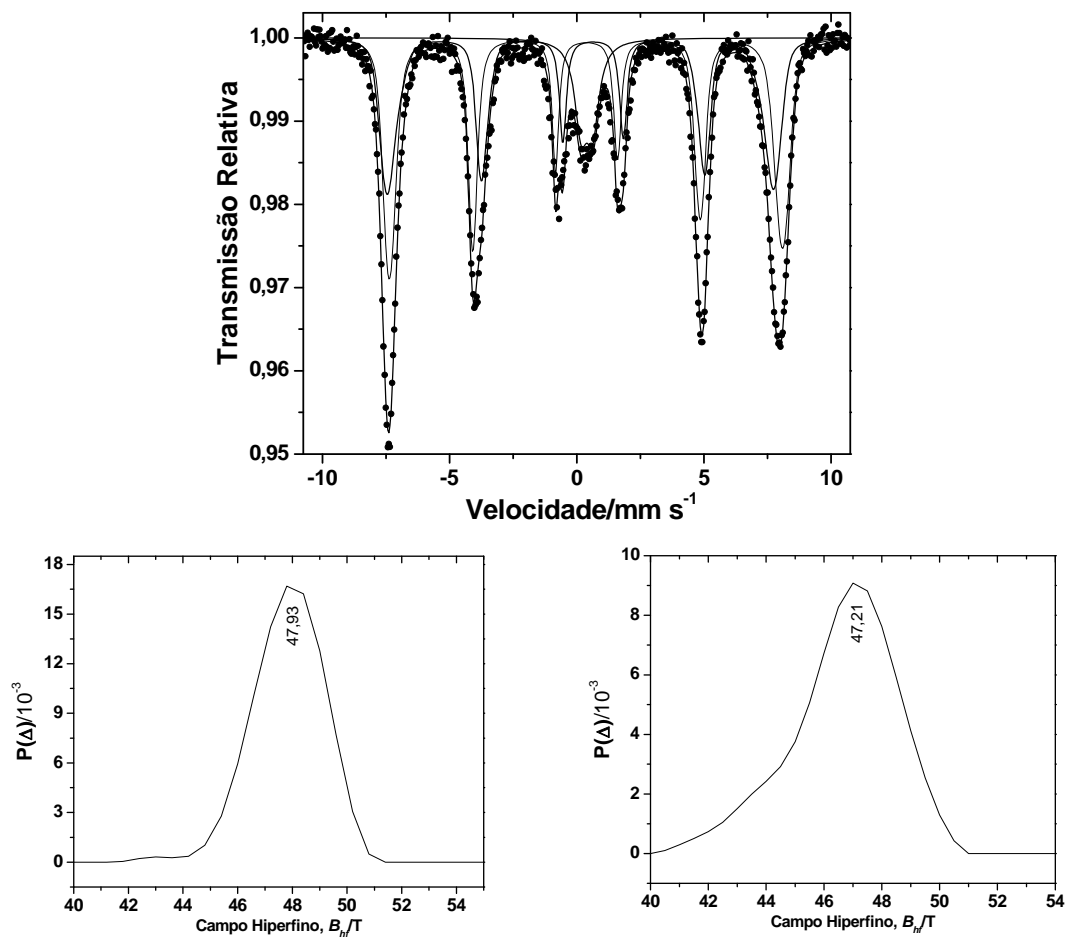 1,00
0,99
0,98
0,97
0,96
0,95
Transmissão Relativa
-10 -5 0 5 10
Velocidade/mm s⁻¹
18
15
12
9
6
3
0
P(Δ)/10⁻³
47,93
40 42 44 46 48 50 52 54
Campo Hiperfino, B_hf/T
10
8
6
4
2
0
P(Δ)/10⁻³
47,21
40 42 44 46 48 50 52 54
Campo Hiperfino, B_hf/T